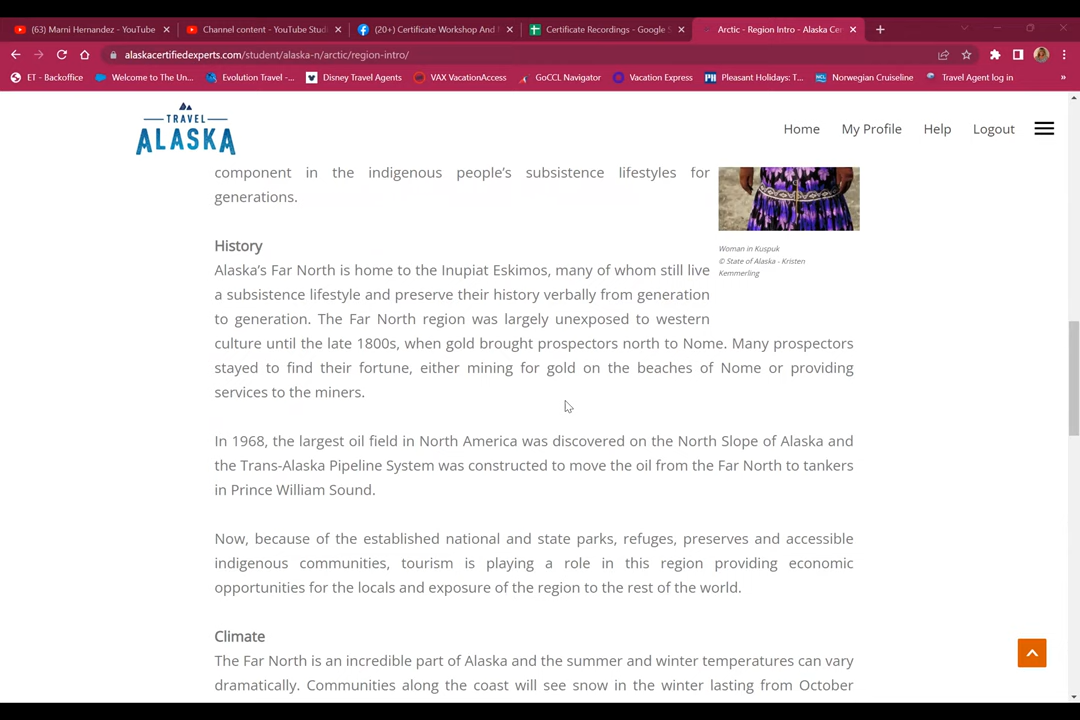 (63) Marni Hernandez - YouTube
Channel content - YouTube Stud
(20+) Certificate Workshop And
Certificate Recordings - Google S
Arctic - Region Intro - Alaska Cer
alaskacertifiedexperts.com/student/alaska-n/arctic/region-intro/
ET - Backoffice
Welcome to The Un...
Evolution Travel -...
Disney Travel Agents
VAX VacationAccess
GoCCL Navigator
Vacation Express
Pleasant Holidays: T...
Norwegian Cruiseline
Travel Agent log in
TRAVEL
ALASKA
Home
My Profile
Help
Logout
component in the indigenous people's subsistence lifestyles for
generations.
Woman in Kuspuk
© State of Alaska - Kristen
Kemmerling
History
Alaska's Far North is home to the Inupiat Eskimos, many of whom still live
a subsistence lifestyle and preserve their history verbally from generation
to generation. The Far North region was largely unexposed to western
culture until the late 1800s, when gold brought prospectors north to Nome. Many prospectors
stayed to find their fortune, either mining for gold on the beaches of Nome or providing
services to the miners.
In 1968, the largest oil field in North America was discovered on the North Slope of Alaska and
the Trans-Alaska Pipeline System was constructed to move the oil from the Far North to tankers
in Prince William Sound.
Now, because of the established national and state parks, refuges, preserves and accessible
indigenous communities, tourism is playing a role in this region providing economic
opportunities for the locals and exposure of the region to the rest of the world.
Climate
The Far North is an incredible part of Alaska and the summer and winter temperatures can vary
dramatically. Communities along the coast will see snow in the winter lasting from October